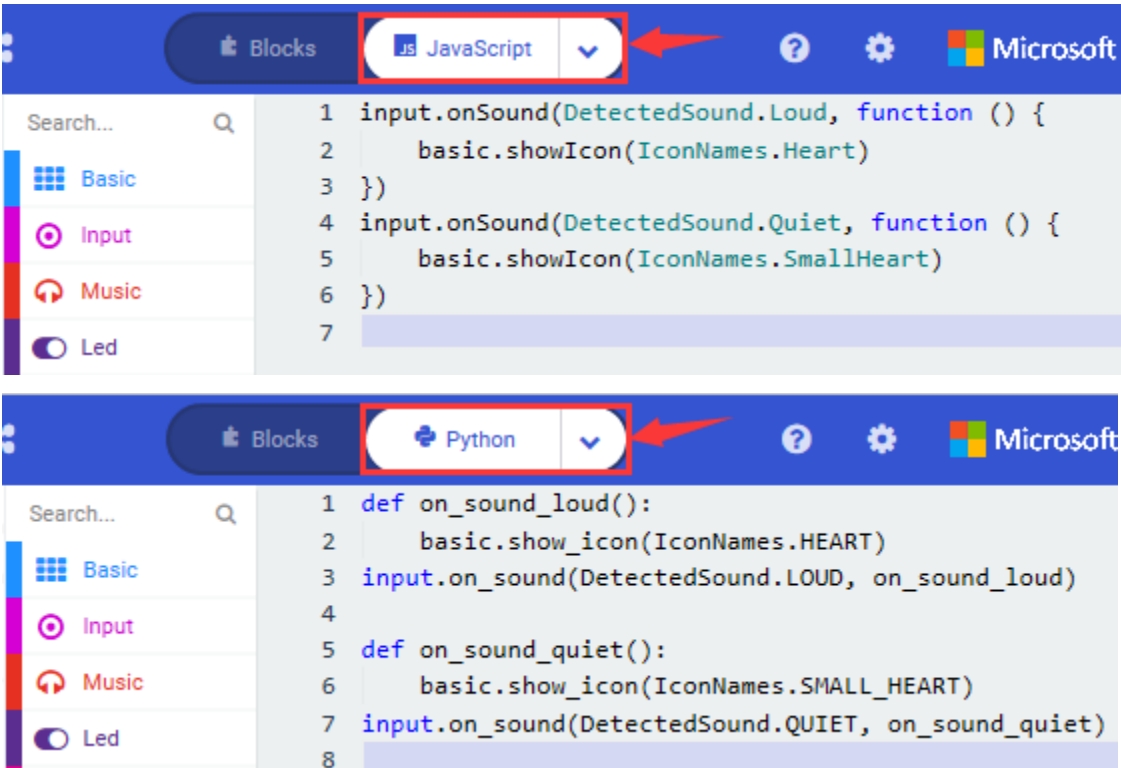 Blocks JS JavaScript ? Microsoft
Search...
Basic
Input
Music
Led
1 input.onSound(DetectedSound.Loud, function () {
2     basic.showIcon(IconNames.Heart)
3 })
4 input.onSound(DetectedSound.Quiet, function () {
5     basic.showIcon(IconNames.SmallHeart)
6 })
7
Blocks Python ? Microsoft
Search...
Basic
Input
Music
Led
1 def on_sound_loud():
2     basic.show_icon(IconNames.HEART)
3 input.on_sound(DetectedSound.LOUD, on_sound_loud)
4
5 def on_sound_quiet():
6     basic.show_icon(IconNames.SMALL_HEART)
7 input.on_sound(DetectedSound.QUIET, on_sound_quiet)
8